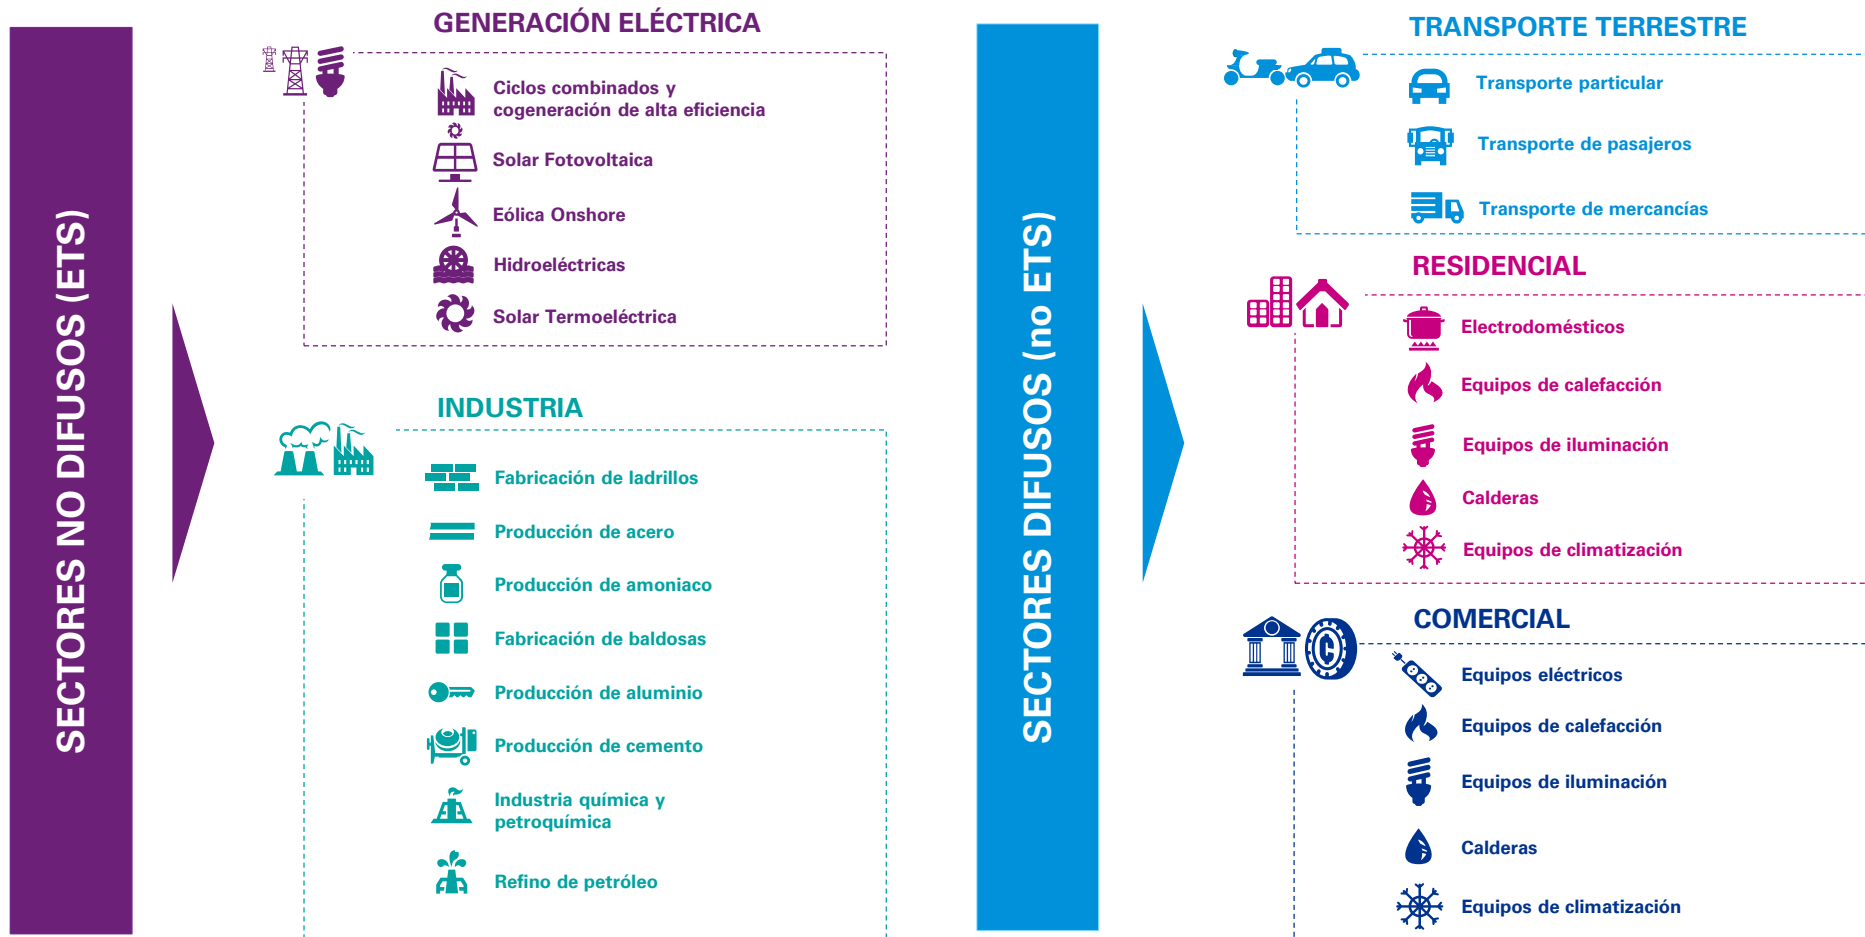 SECTORES NO DIFUSOS (ETS)
GENERACIÓN ELÉCTRICA
Ciclos combinados y
cogeneración de alta eficiencia
Solar Fotovoltaica
Eólica Onshore
Hidroeléctricas
Solar Termoeléctrica
INDUSTRIA
Fabricación de ladrillos
Producción de acero
Producción de amoniaco
Fabricación de baldosas
Producción de aluminio
Producción de cemento
Industria química y
petroquímica
Refino de petróleo
SECTORES DIFUSOS (no ETS)
TRANSPORTE TERRESTRE
Transporte particular
Transporte de pasajeros
Transporte de mercancías
RESIDENCIAL
Electrodomésticos
Equipos de calefacción
Equipos de iluminación
Calderas
Equipos de climatización
COMERCIAL
Equipos eléctricos
Equipos de calefacción
Equipos de iluminación
Calderas
Equipos de climatización